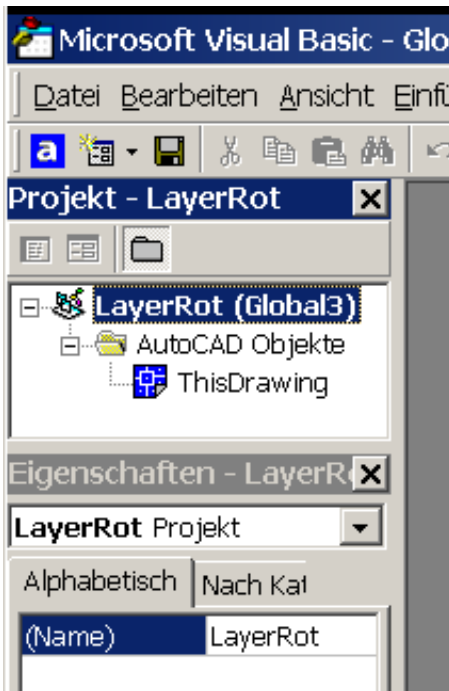 Microsoft Visual Basic - Glo
Datei Bearbeiten Ansicht Einfü
a
Projekt - LayerRot
LayerRot (Global3)
AutoCAD Objekte
ThisDrawing
Eigenschaften - LayerR
LayerRot Projekt
Alphabetisch Nach Kat
(Name) LayerRot